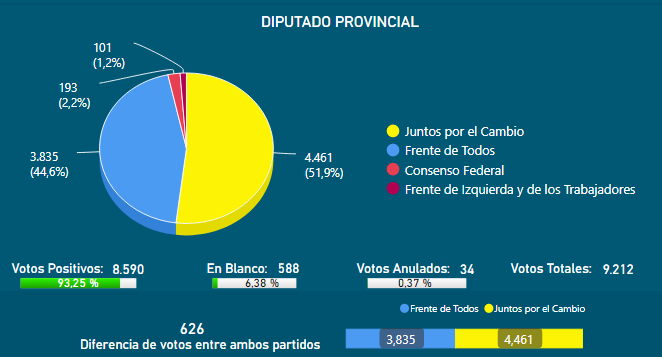 DIPUTADO PROVINCIAL
101
(1,2%)
193
(2,2%)
3.835
(44,6%)
4.461
(51,9%)
Juntos por el Cambio
Frente de Todos
Consenso Federal
Frente de Izquierda y de los Trabajadores
Votos Positivos: 8.590
93,25 %
En Blanco: 588
6,38 %
Votos Anulados: 34
0,37 %
Votos Totales: 9.212
Frente de Todos Juntos por el Cambio
626
Diferencia de votos entre ambos partidos
3,835 4,461